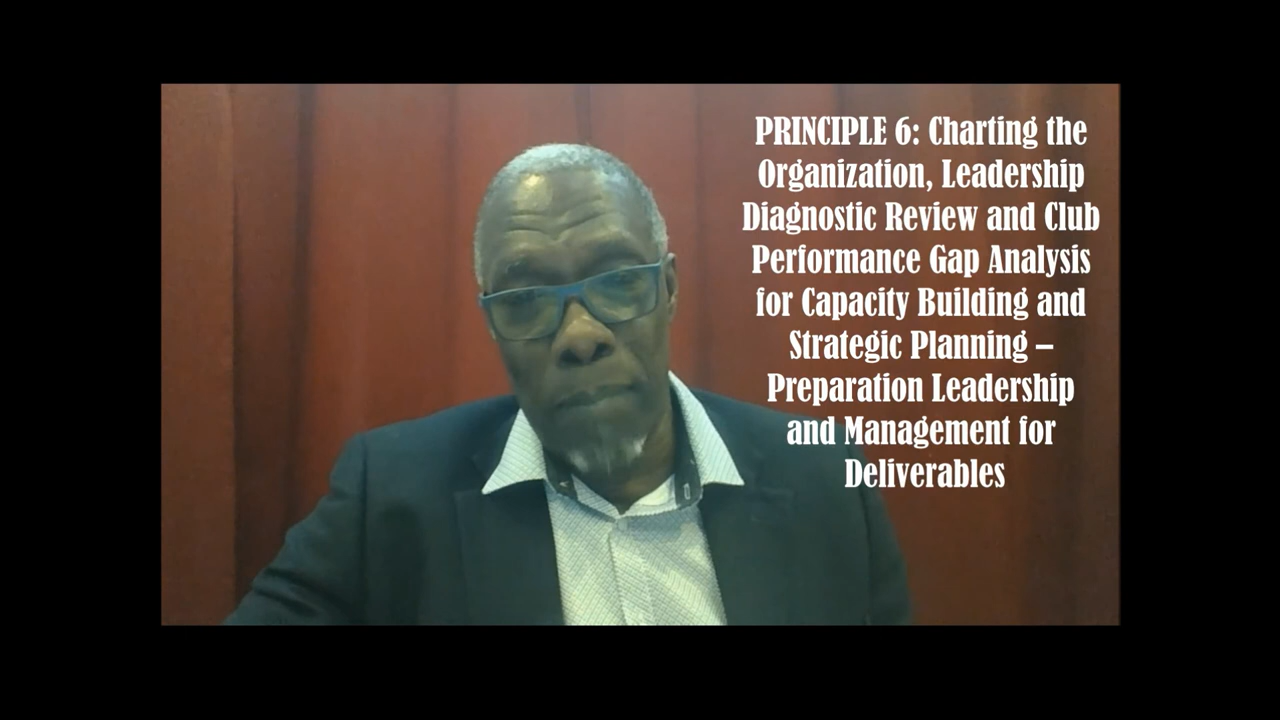 PRINCIPLE 6: Charting the
Organization, Leadership
Diagnostic Review and Club
Performance Gap Analysis
for Capacity Building and
Strategic Planning –
Preparation Leadership
and Management for
Deliverables